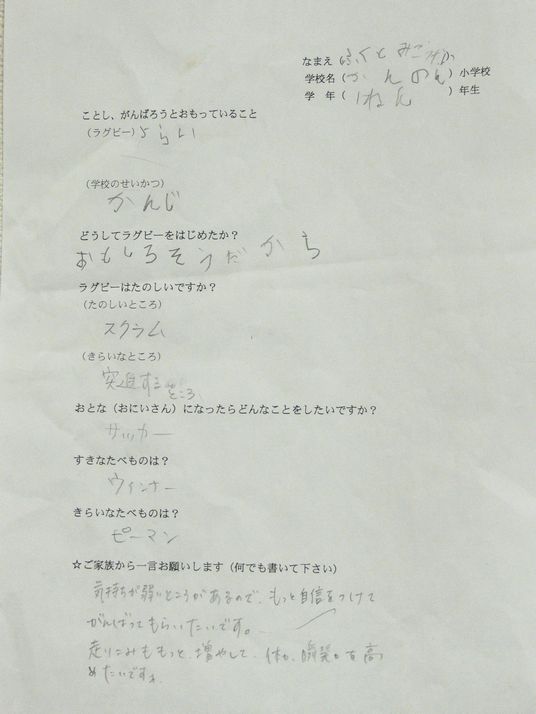 なまえ
学校名（かんのん）小学校
学　年（１ねん）年生
ことし、がんばろうとおもっていること
（ラグビー）
（学校のせいかつ）
かんじ
どうしてラグビーをはじめたか？
おもしろそうだから
ラグビーはたのしいですか？
（たのしいところ）
スクラム
（きらいなところ）
突進するところ
おとな（おにいさん）になったらどんなことをしたいですか？
サッカー
すきなたべものは？
ウィンナー
きらいなたべものは？
ピーマン
☆ご家族から一言お願いします（何でも書いて下さい）
気持ちが弱いところがあるので、もっと自信をつけて
がんばってもらいたいです。
走りこみももっと、増やして、体力、瞬発力を高
めたいですね